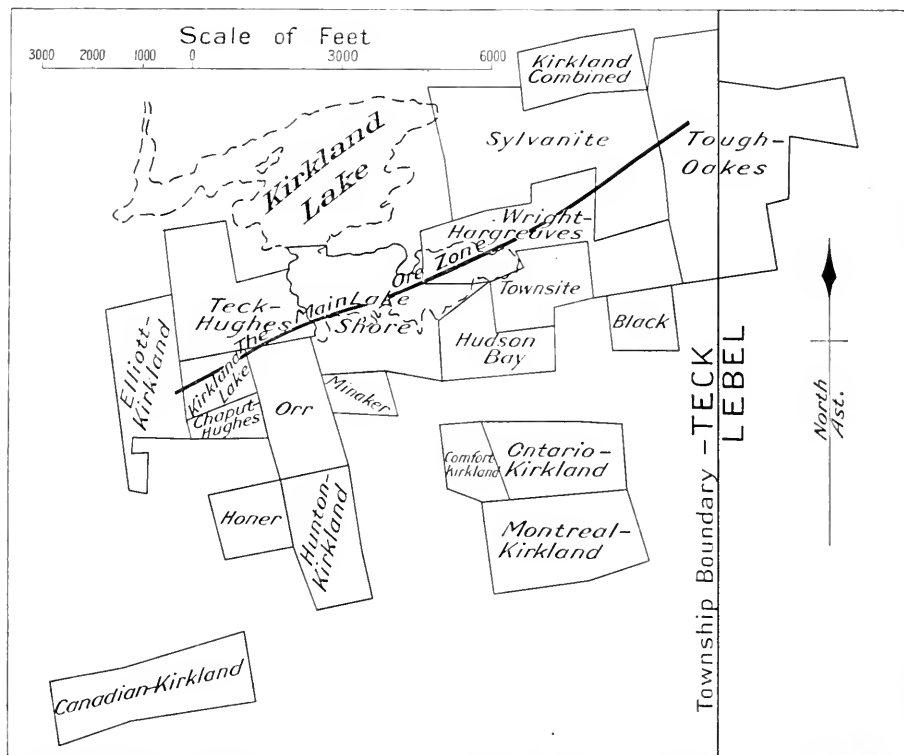 Scale of Feet
3000 1000 0 3000 6000
Kirkland
Combined
Kirkland
Lake
Sylvanite
Tough-
Oakes
Wright-
Hargreaves
The Main Ore Zone
Townsite
Teck-
Hughes
Lake
Shore
Black
Hudson
Bay
Elliott-
Kirkland
Kirkland
Lake
Chaput-
Hughes
Orr
Minaker
Comfort-
Kirkland
Ontario-
Kirkland
Montreal-
Kirkland
Honer
Hunton-
Kirkland
Canadian-Kirkland
Township Boundary - TECK
LEBEL
North
Ast.